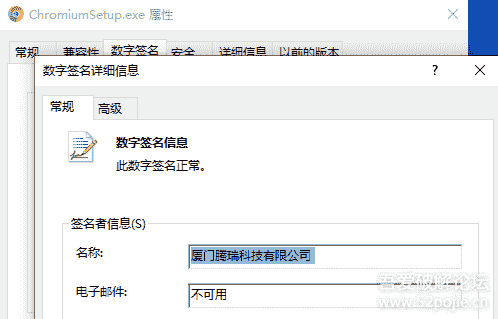 ChromiumSetup.exe 属性
常规 兼容性 数字签名 安全 详细信息 以前的版本
数字签名详细信息 ?
常规 高级
数字签名信息
此数字签名正常。
签名者信息(S)
名称: 厦门腾瑞科技有限公司
电子邮件: 不可用
吾爱破解论坛
www.52pojie.cn